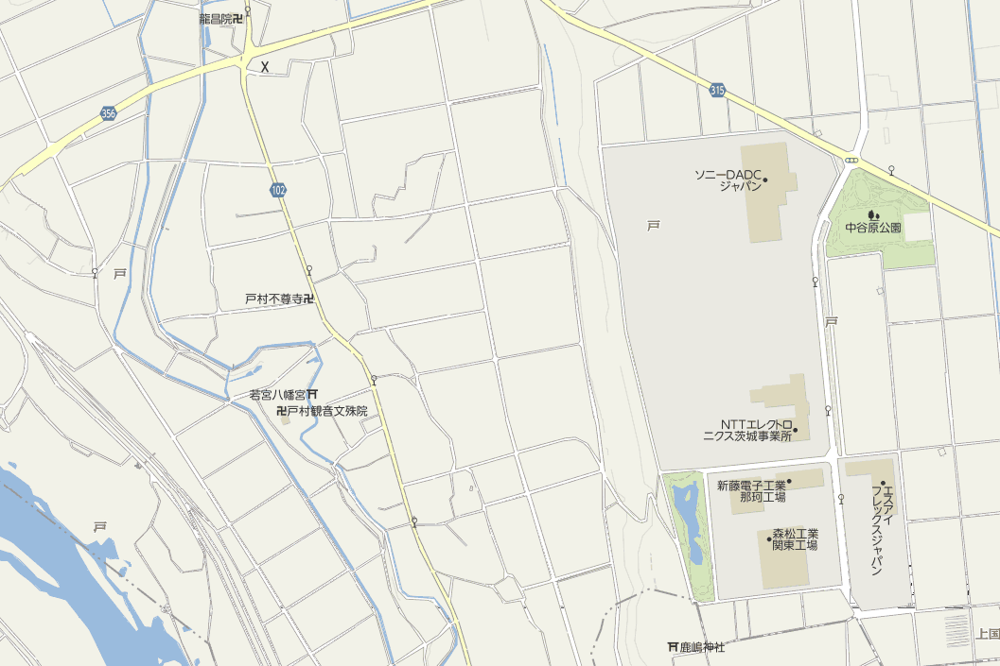 龍昌院卍
X
356
315
102
ソニーDADC
ジャパン
中谷原公園
戸
戸
戸
戸村不尊寺卍
若宮八幡宮
卍戸村観音文殊院
NTTエレクトロ
ニクス茨城事業所
新藤電子工業
那珂工場
エスアイ
フレックスジャパン
森松工業
関東工場
戸
鹿嶋神社
上国